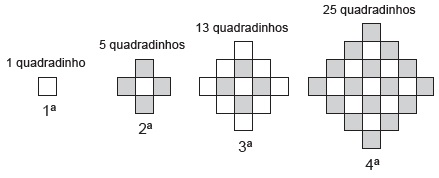 1 quadradinho
1ª
5 quadradinhos
2ª
13 quadradinhos
3ª
25 quadradinhos
4ª